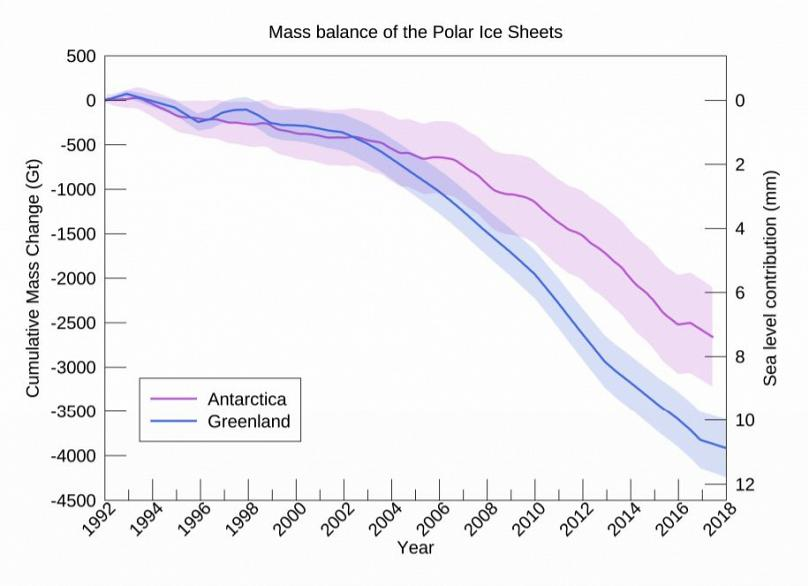 Mass balance of the Polar Ice Sheets
500
0
-500
-1000
-1500
-2000
-2500
-3000
-3500
-4000
-4500
Cumulative Mass Change (Gt)
0
2
4
6
8
10
12
Sea level contribution (mm)
Antarctica
Greenland
1992 1994 1996 1998 2000 2002 2004 2006 2008 2010 2012 2014 2016 2018
Year